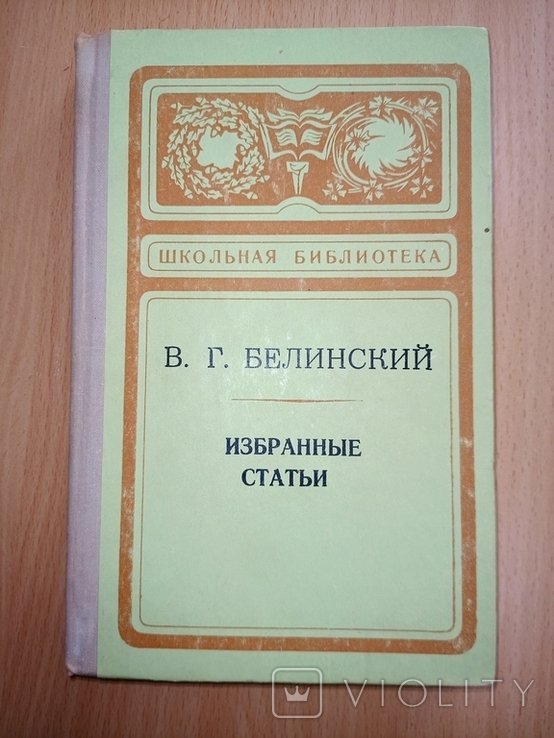 ШКОЛЬНАЯ БИБЛИОТЕКА
В. Г. БЕЛИНСКИЙ
ИЗБРАННЫЕ
СТАТЬИ
VIOLITY